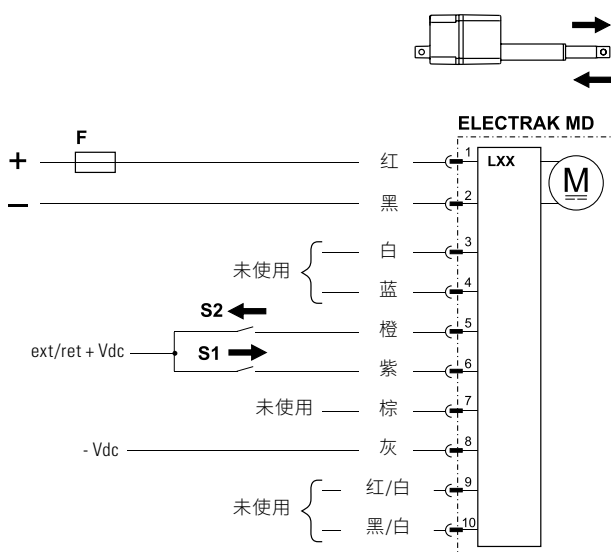 ELECTRAK MD
F
+ 红 1 LXX M
− 黑 2
白 3
未使用
蓝 4
S2
橙 5
ext/ret + Vdc S1
紫 6
未使用 棕 7
- Vdc 灰 8
红/白 9
未使用
黑/白 10